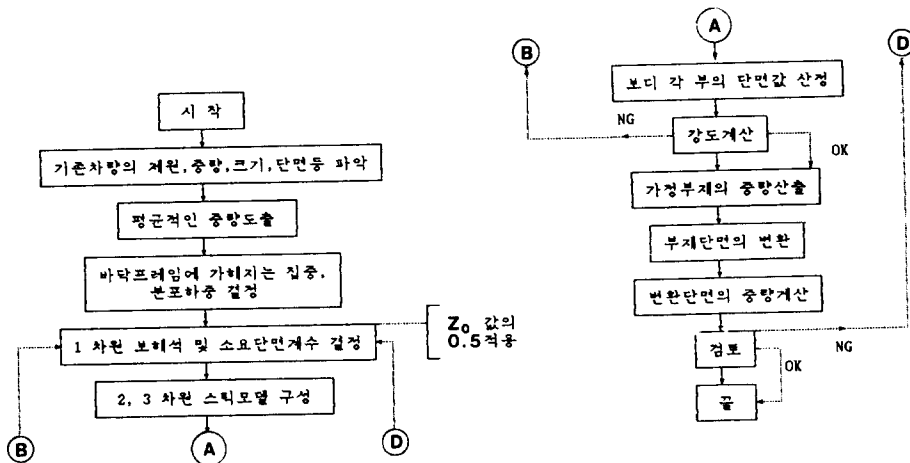 시 작
기존차량의 제원,중량,크기,단면등 파악
평균적인 중량도출
바닥프레임에 가해지는 집중,
분포하중 결정
1 차원 보해석 및 소요단면계수 결정
Z₀ 값의
0.5적용
2, 3 차원 스틱모델 구성
B
A
D
A
B
D
보디 각 부의 단면값 산정
NG
강도계산
OK
가정부재의 중량산출
부재단면의 변환
변환단면의 중량계산
검토
NG
OK
끝